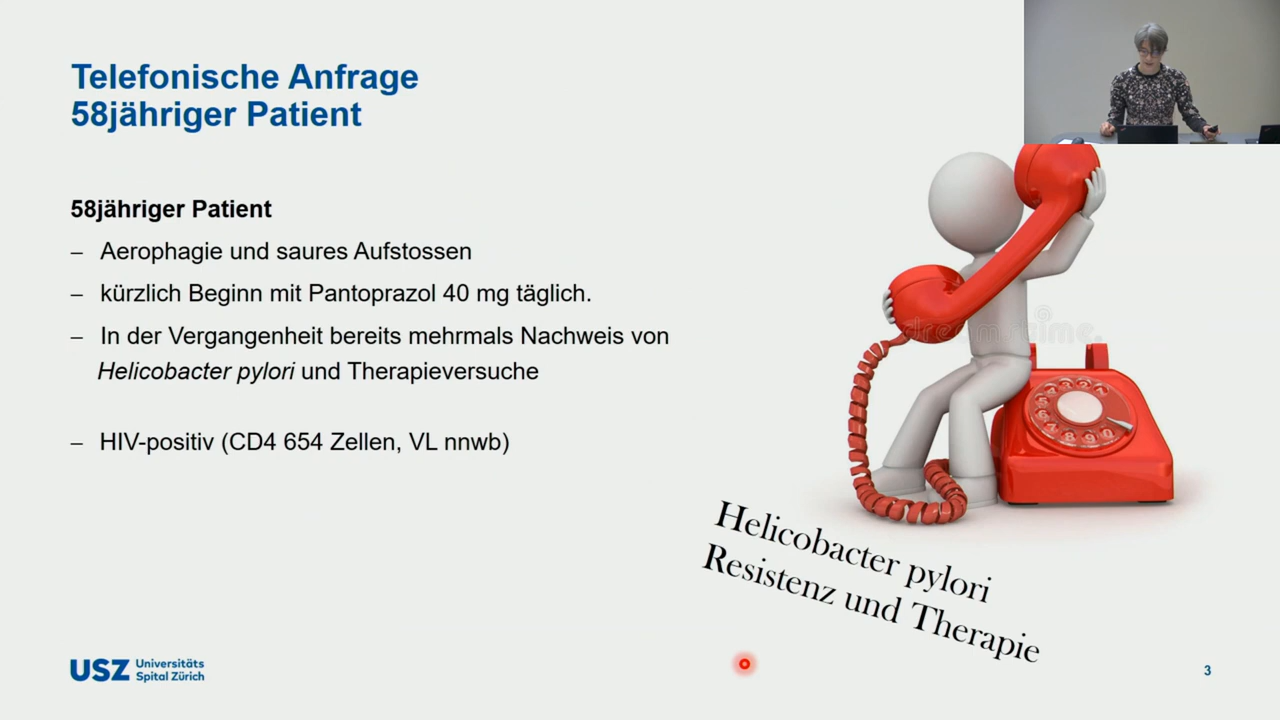 Telefonische Anfrage
58jähriger Patient
58jähriger Patient
– Aerophagie und saures Aufstossen
– kürzlich Beginn mit Pantoprazol 40 mg täglich.
– In der Vergangenheit bereits mehrmals Nachweis von
Helicobacter pylori und Therapieversuche
– HIV-positiv (CD4 654 Zellen, VL nnwb)
dreamstime.
Helicobacter pylori
Resistenz und Therapie
USZ Universitäts
Spital Zürich
3